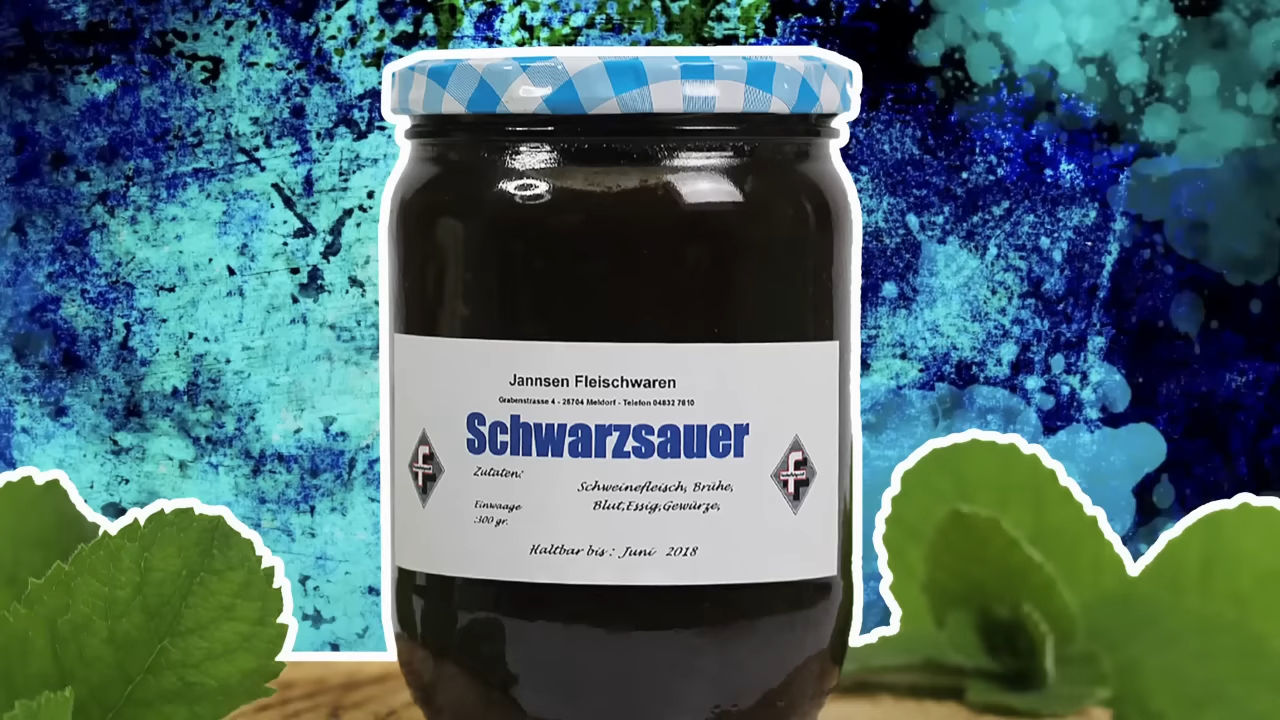 Jannsen Fleischwaren
Grabenstrasse 4 - 25704 Meldorf - Telefon 04832 7810
Schwarzsauer
Zutaten:
Schweinefleisch, Brühe,
Blut,Essig,Gewürze,
Einwaage
:300 gr.
Haltbar bis : Juni 2018